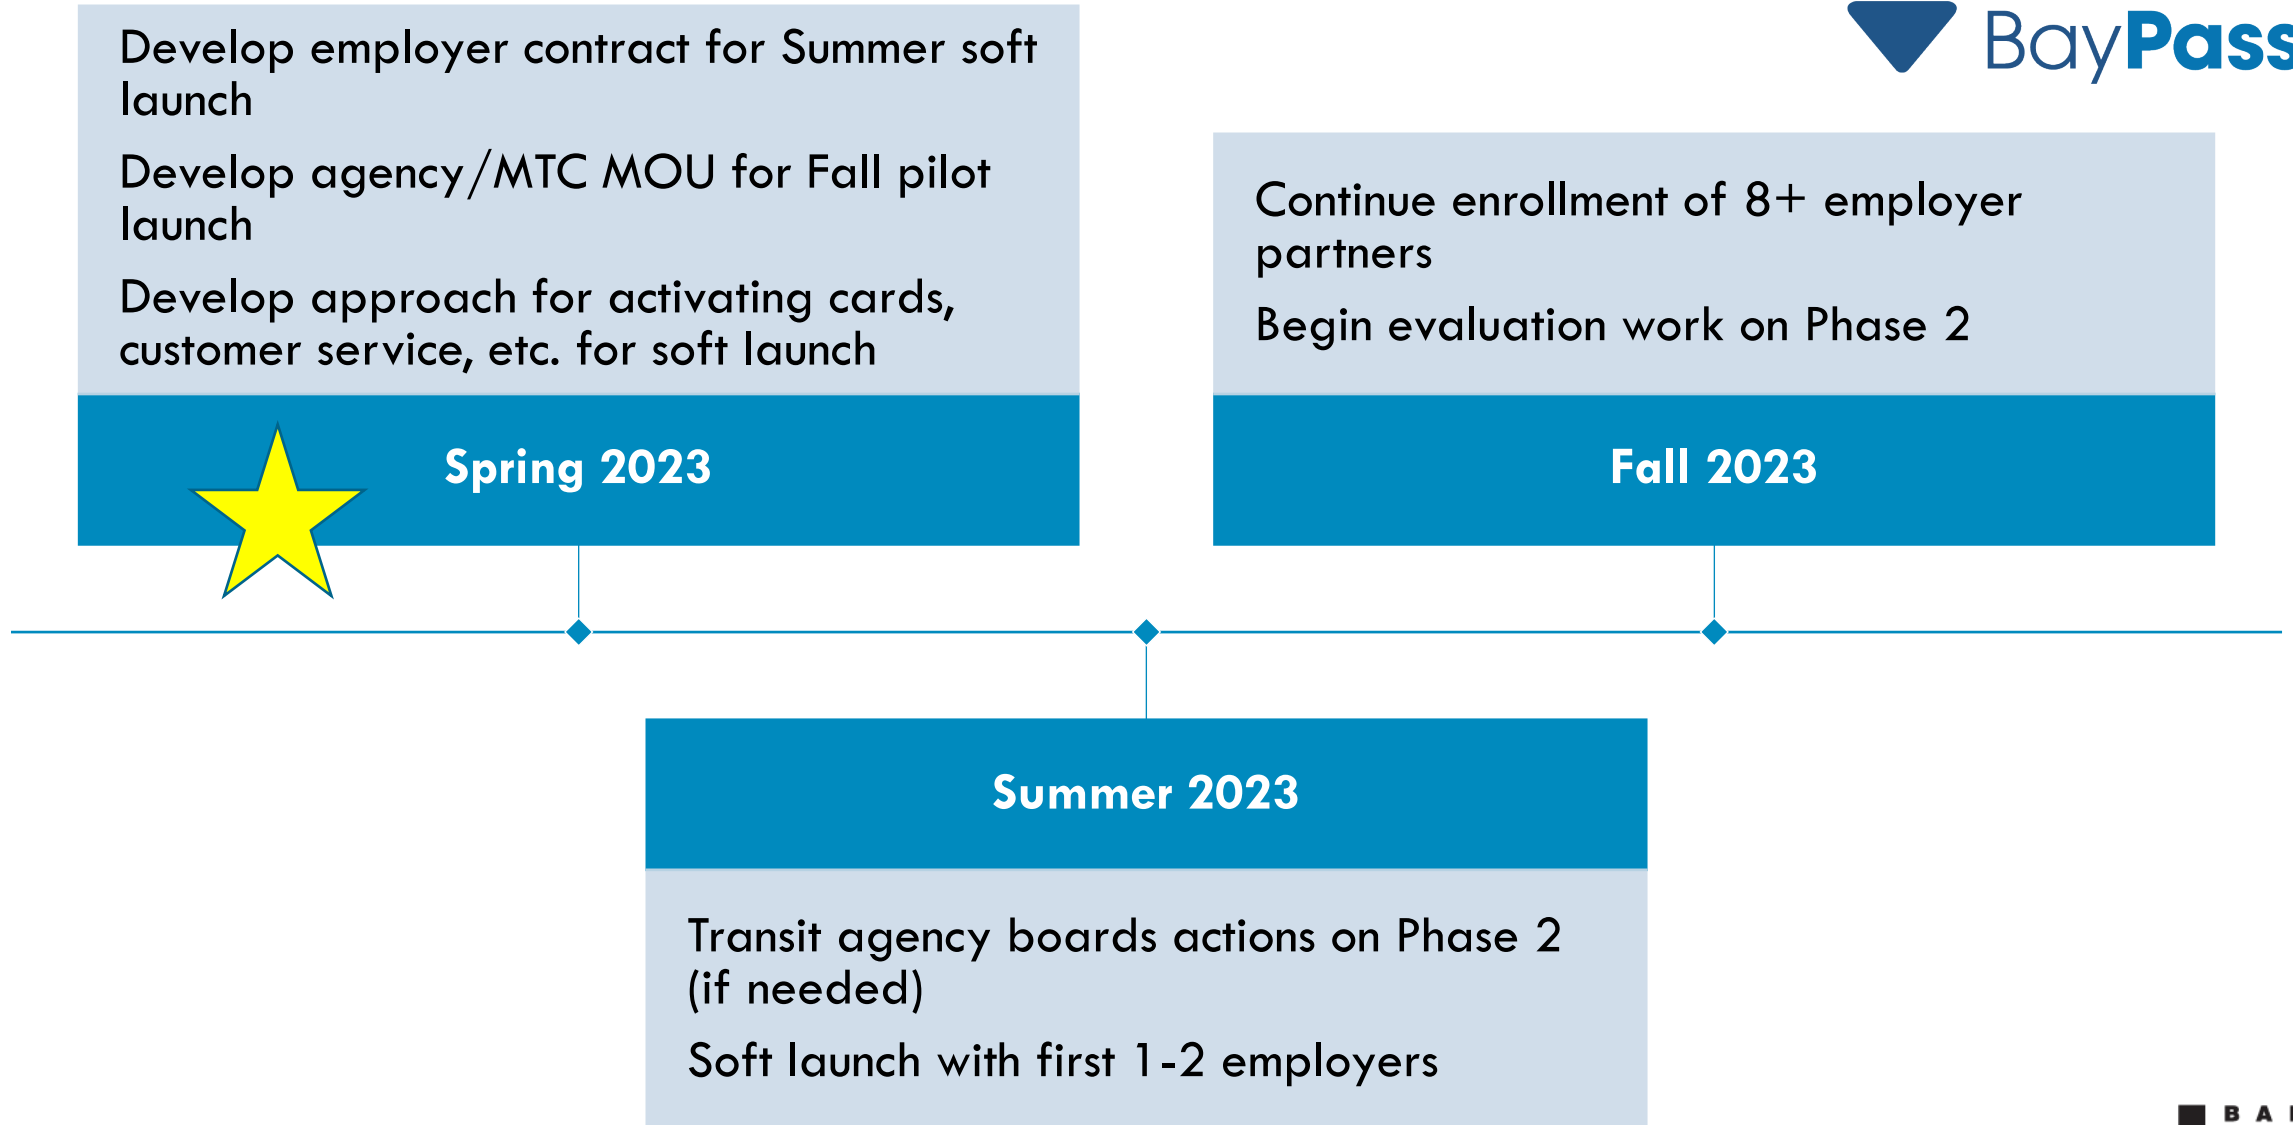 BayPass
Develop employer contract for Summer soft
launch
Develop agency/MTC MOU for Fall pilot
launch
Develop approach for activating cards,
customer service, etc. for soft launch
Spring 2023
Continue enrollment of 8+ employer
partners
Begin evaluation work on Phase 2
Fall 2023
Summer 2023
Transit agency boards actions on Phase 2
(if needed)
Soft launch with first 1-2 employers